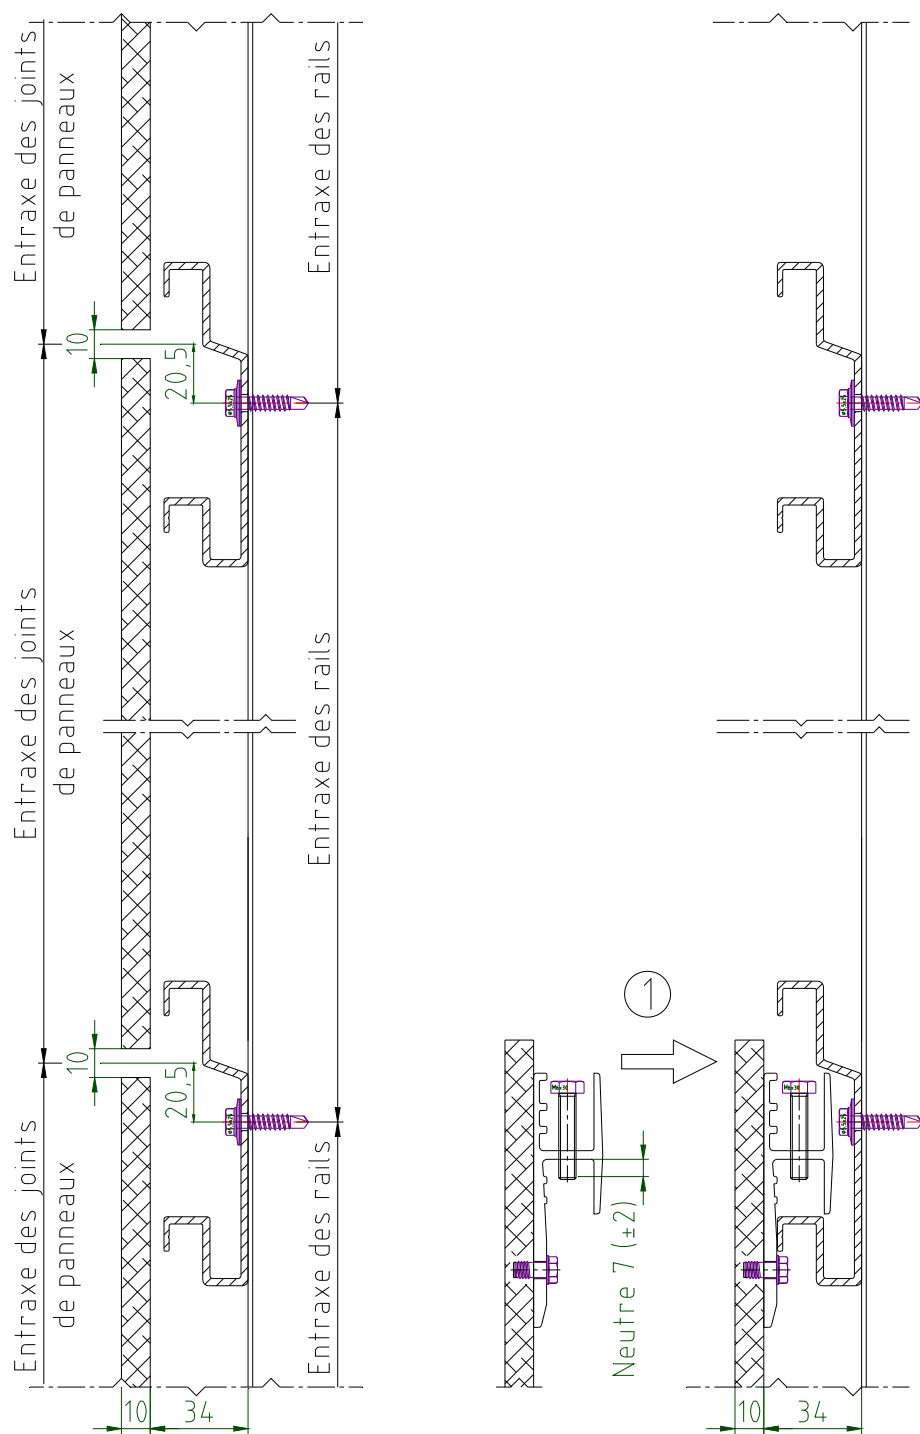 Entraxe des joints
de panneaux
Entraxe des rails
10
20,5
Entraxe des joints
de panneaux
Entraxe des rails
10
20,5
1
M6x30
M6x30
Entraxe des joints
de panneaux
Entraxe des rails
Neutre 7 (±2)
10
34
10
34